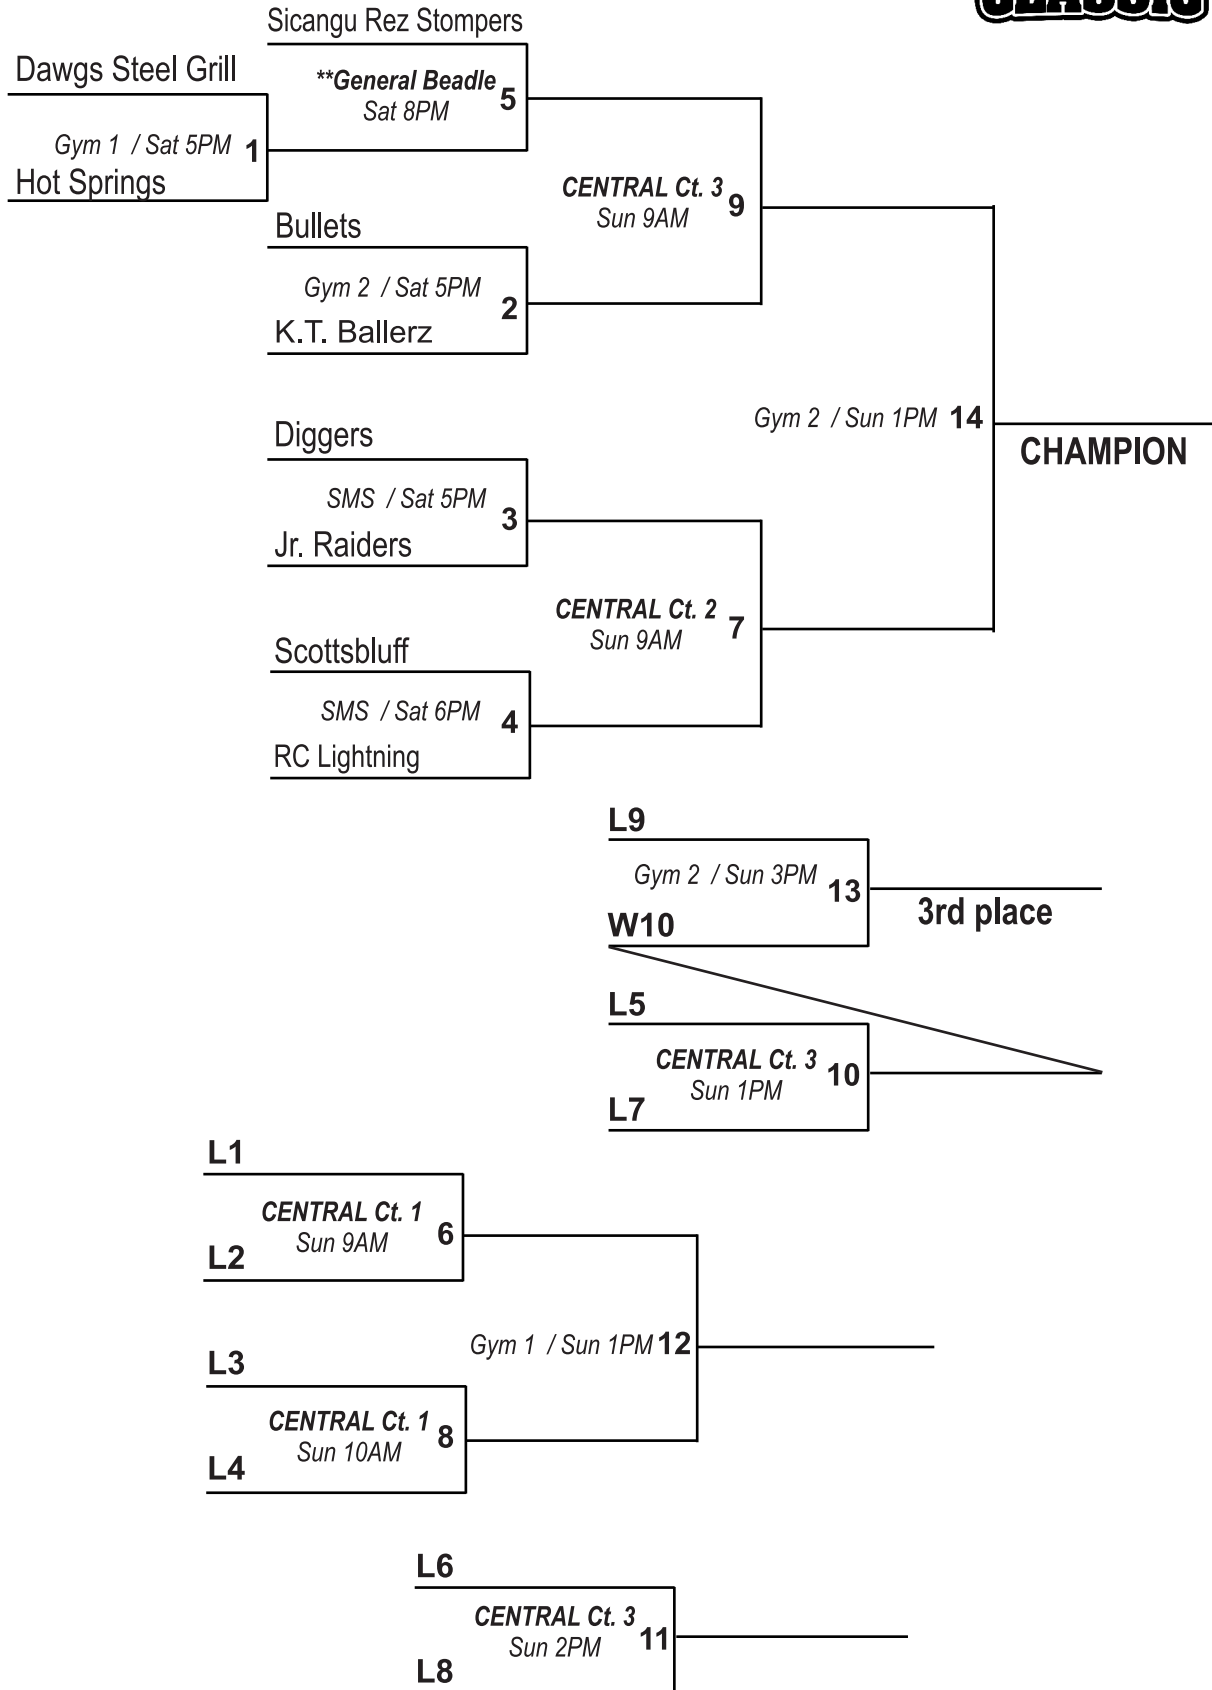 CLASSIC
Sicangu Rez Stompers
Dawgs Steel Grill
**General Beadle
Sat 8PM
5
Gym 1 / Sat 5PM 1
Hot Springs
CENTRAL Ct. 3
Sun 9AM
9
Bullets
Gym 2 / Sat 5PM
2
K.T. Ballerz
Gym 2 / Sun 1PM 14
CHAMPION
Diggers
SMS / Sat 5PM
3
Jr. Raiders
CENTRAL Ct. 2
Sun 9AM
7
Scottsbluff
SMS / Sat 6PM
4
RC Lightning
L9
Gym 2 / Sun 3PM 13
3rd place
W10
L5
CENTRAL Ct. 3
Sun 1PM
10
L7
L1
CENTRAL Ct. 1
Sun 9AM
6
L2
Gym 1 / Sun 1PM 12
L3
CENTRAL Ct. 1
Sun 10AM
8
L4
L6
CENTRAL Ct. 3
Sun 2PM
11
L8